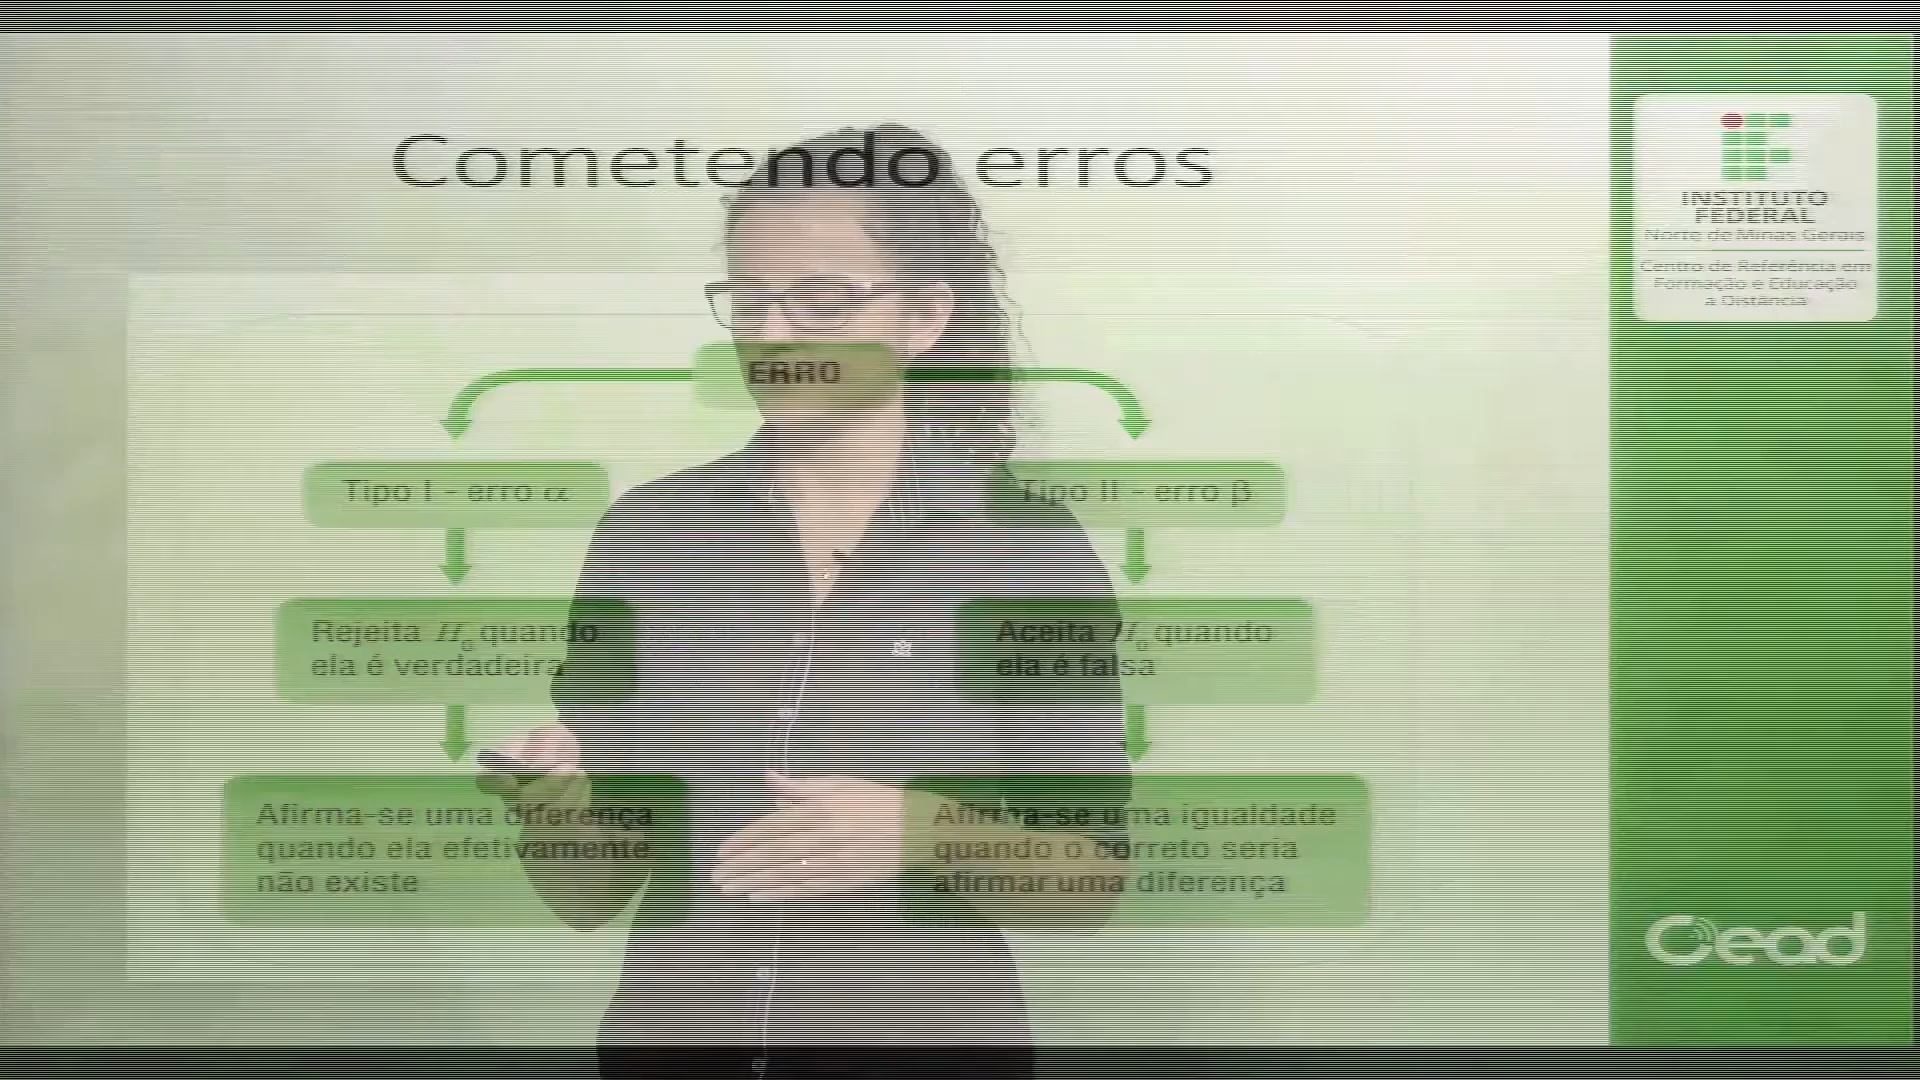 Cometendo erros
ERRO
Tipo I - erro α
Tipo II - erro β
Rejeita H₀ quando
ela é verdadeira
Aceita H₀ quando
ela é falsa
Afirma-se uma diferença
quando ela efetivamente
não existe
Afirma-se uma igualdade
quando o correto seria
afirmar uma diferença
INSTITUTO
FEDERAL
Norte de Minas Gerais
Centro de Referência em
Formação e Educação
a Distância
Cead